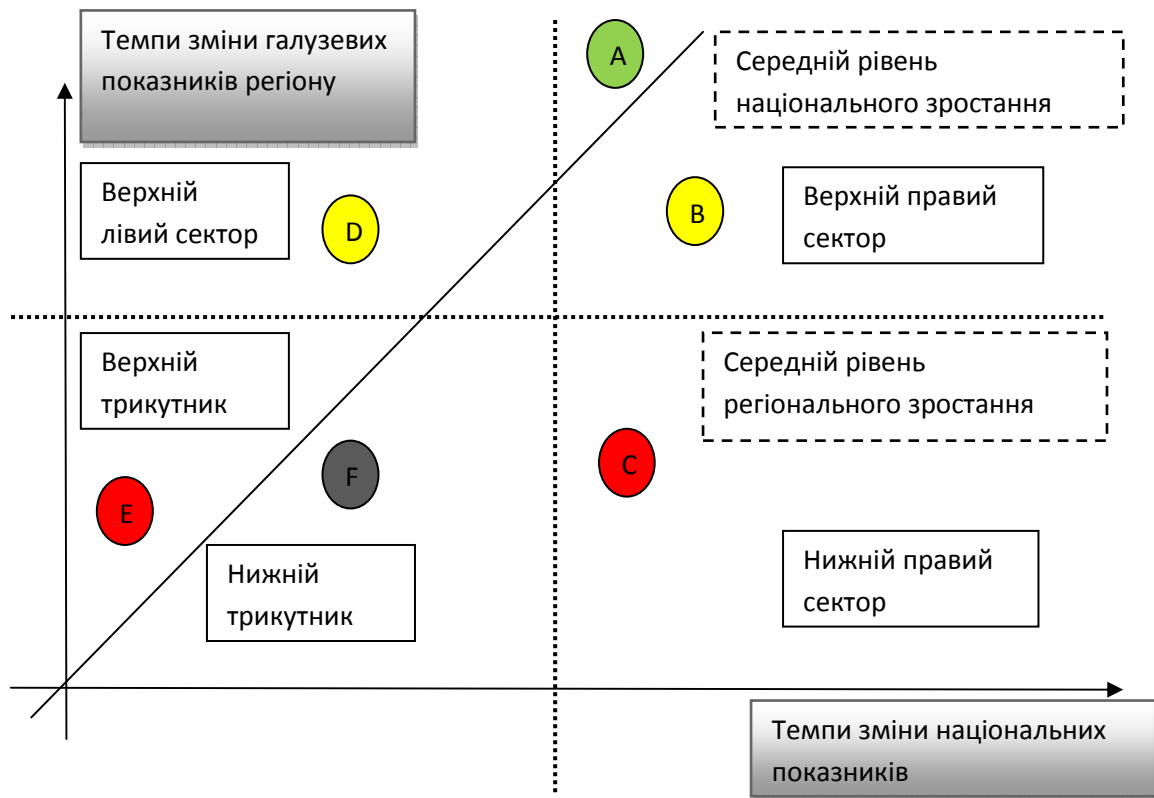 Темпи зміни галузевих
показників регіону
A
Середній рівень
національного зростання
Верхній
лівий сектор
D
B
Верхній правий
сектор
Верхній
трикутник
Середній рівень
регіонального зростання
E
F
C
Нижній
трикутник
Нижній правий
сектор
Темпи зміни національних
показників